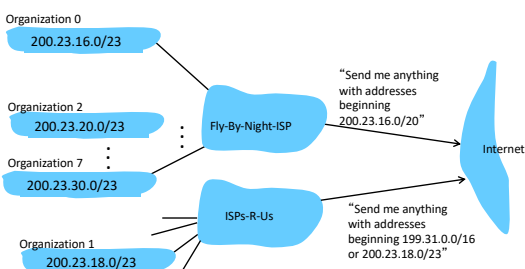 Organization 0
200.23.16.0/23
Organization 2
200.23.20.0/23
Organization 7
200.23.30.0/23
Fly-By-Night-ISP
“Send me anything
with addresses
beginning
200.23.16.0/20”
Internet
ISPs-R-Us
“Send me anything
with addresses
beginning 199.31.0.0/16
or 200.23.18.0/23”
Organization 1
200.23.18.0/23